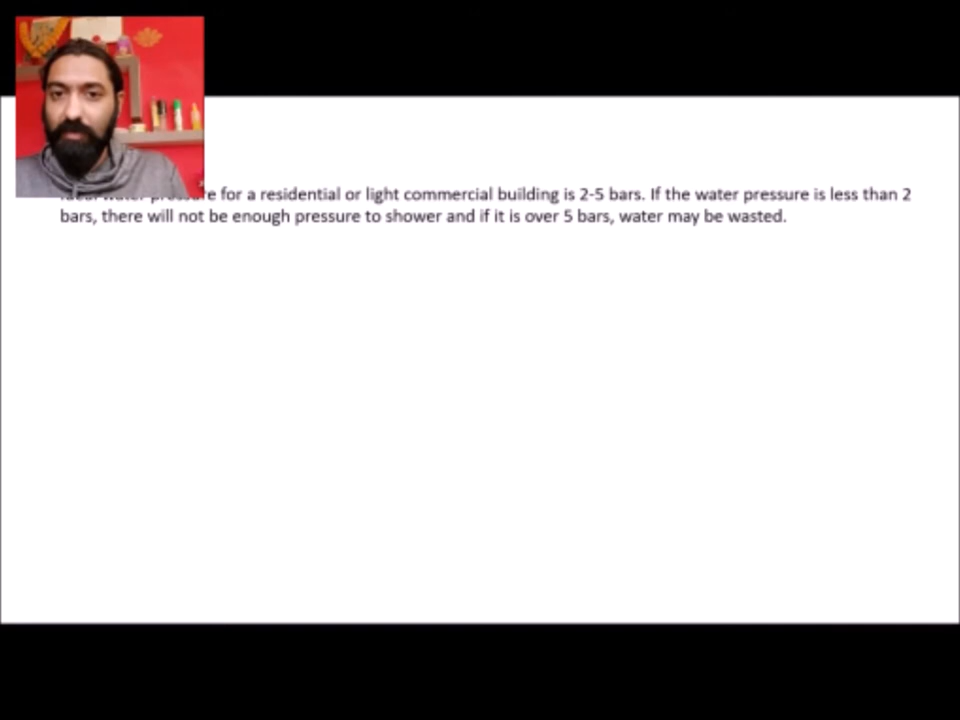 for a residential or light commercial building is 2-5 bars. If the water pressure is less than 2
bars, there will not be enough pressure to shower and if it is over 5 bars, water may be wasted.